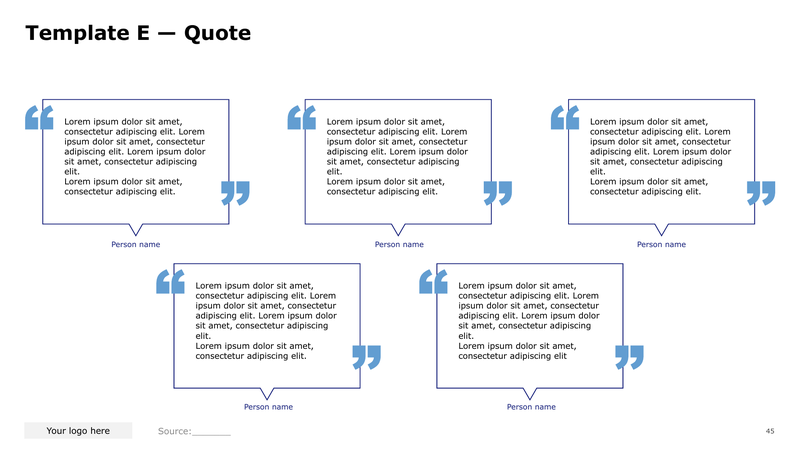 Template E — Quote
Lorem ipsum dolor sit amet,
consectetur adipiscing elit. Lorem
ipsum dolor sit amet, consectetur
adipiscing elit. Lorem ipsum dolor
sit amet, consectetur adipiscing
elit.
Lorem ipsum dolor sit amet,
consectetur adipiscing elit.
Person name
Lorem ipsum dolor sit amet,
consectetur adipiscing elit. Lorem
ipsum dolor sit amet, consectetur
adipiscing elit. Lorem ipsum dolor
sit amet, consectetur adipiscing
elit.
Lorem ipsum dolor sit amet,
consectetur adipiscing elit.
Person name
Lorem ipsum dolor sit amet,
consectetur adipiscing elit. Lorem
ipsum dolor sit amet, consectetur
adipiscing elit. Lorem ipsum dolor
sit amet, consectetur adipiscing
elit.
Lorem ipsum dolor sit amet,
consectetur adipiscing elit.
Person name
Lorem ipsum dolor sit amet,
consectetur adipiscing elit. Lorem
ipsum dolor sit amet, consectetur
adipiscing elit. Lorem ipsum dolor
sit amet, consectetur adipiscing
elit.
Lorem ipsum dolor sit amet,
consectetur adipiscing elit.
Person name
Lorem ipsum dolor sit amet,
consectetur adipiscing elit. Lorem
ipsum dolor sit amet, consectetur
adipiscing elit. Lorem ipsum dolor
sit amet, consectetur adipiscing
elit.
Lorem ipsum dolor sit amet,
consectetur adipiscing elit
Person name
Your logo here
Source:_______
45